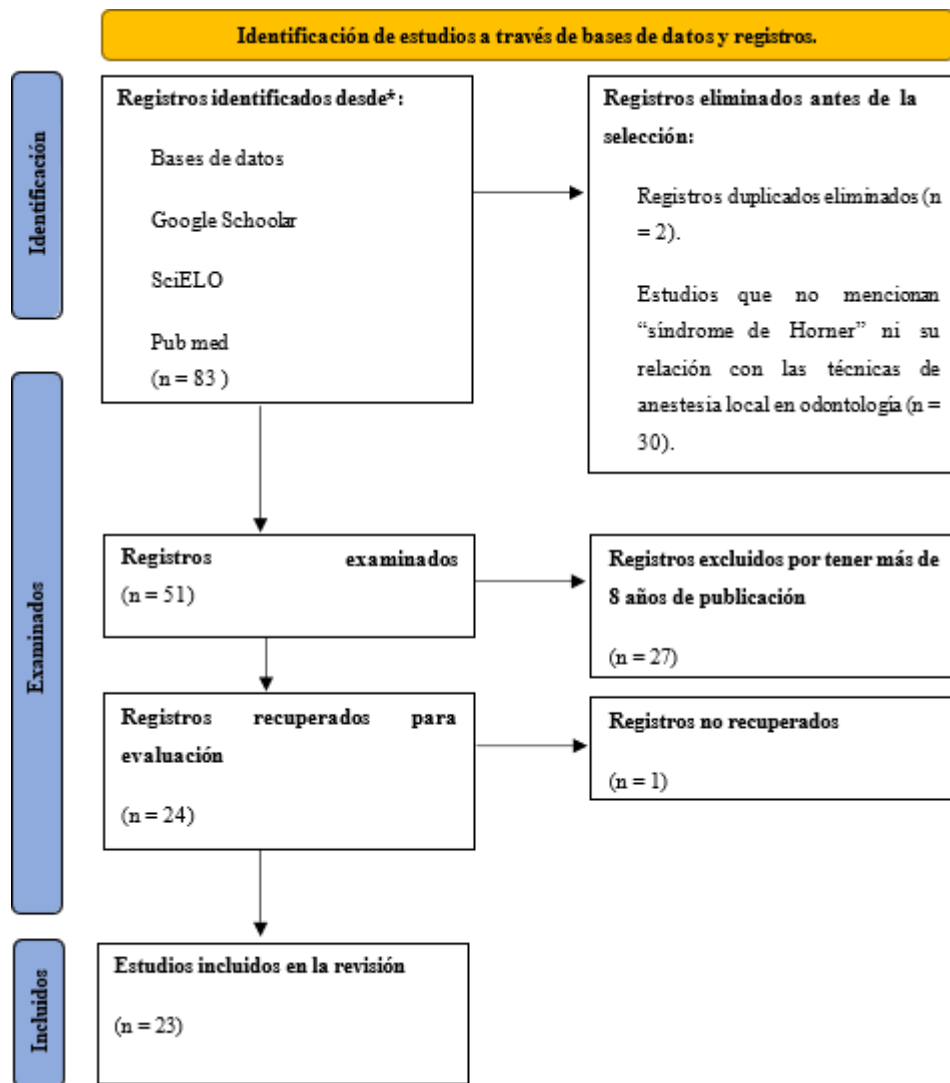 Identificación de estudios a través de bases de datos y registros.
Identificación
Registros identificados desde*:
Bases de datos
Google Schoolar
SciELO
Pub med
(n = 83 )
Registros eliminados antes de la
selección:
Registros duplicados eliminados (n
= 2).
Estudios que no mencionan
“síndrome de Horner” ni su
relación con las técnicas de
anestesia local en odontología (n =
30).
Examinados
Registros examinados
(n = 51)
Registros excluidos por tener más de
8 años de publicación
(n = 27)
Registros recuperados para
evaluación
(n = 24)
Registros no recuperados
(n = 1)
Incluidos
Estudios incluidos en la revisión
(n = 23)